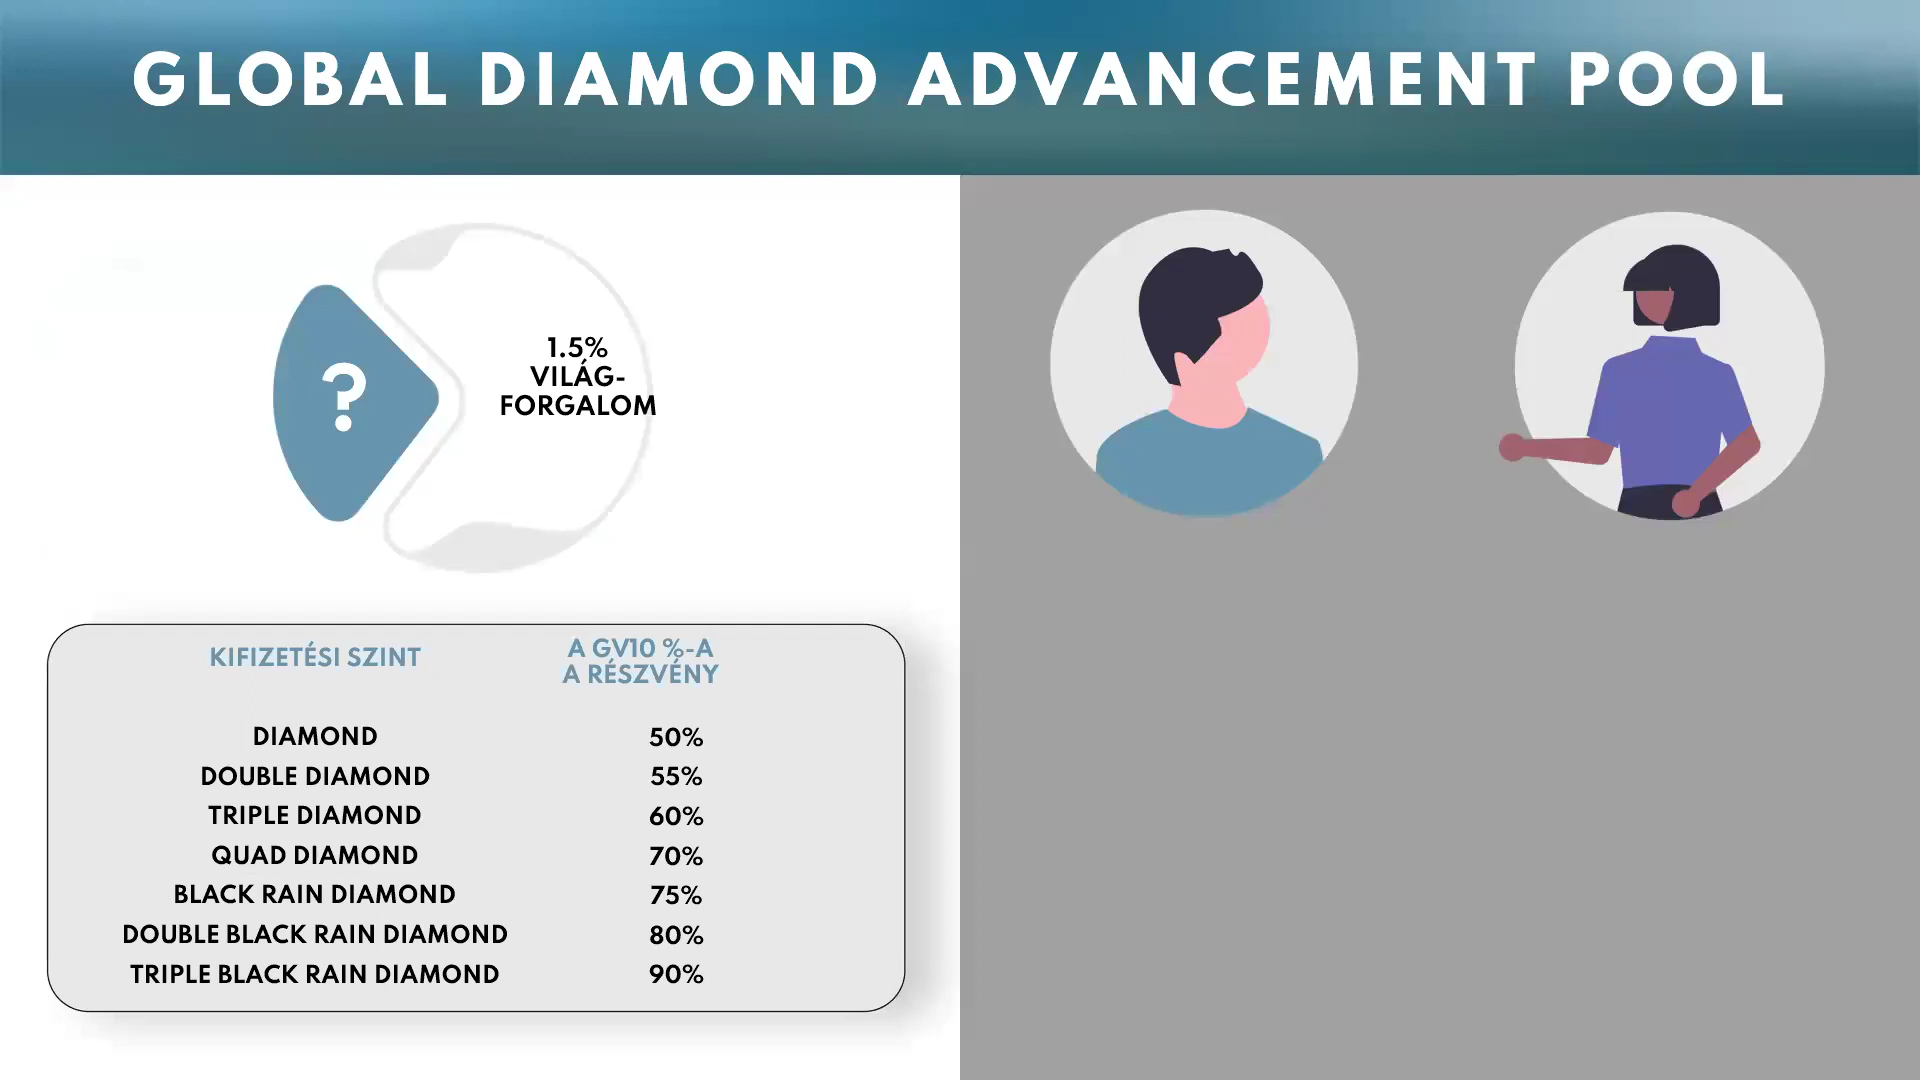 GLOBAL DIAMOND ADVANCEMENT POOL
?
1.5%
VILÁG-
FORGALOM
KIFIZETÉSI SZINT
A GV10 %-A
A RÉSZVÉNY
DIAMOND 50%
DOUBLE DIAMOND 55%
TRIPLE DIAMOND 60%
QUAD DIAMOND 70%
BLACK RAIN DIAMOND 75%
DOUBLE BLACK RAIN DIAMOND 80%
TRIPLE BLACK RAIN DIAMOND 90%